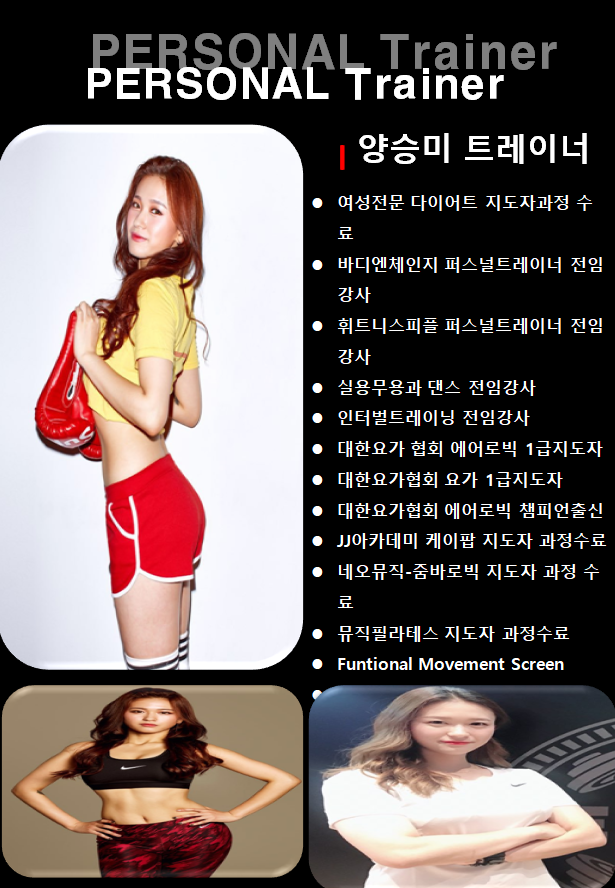 PERSONAL Trainer
PERSONAL Trainer
양승미 트레이너
● 여성전문 다이어트 지도자과정 수
료
● 바디엔체인지 퍼스널트레이너 전임
강사
● 휘트니스피플 퍼스널트레이너 전임
강사
● 실용무용과 댄스 전임강사
● 인터벌트레이닝 전임강사
● 대한요가 협회 에어로빅 1급지도자
● 대한요가협회 요가 1급지도자
● 대한요가협회 에어로빅 챔피언출신
● JJ아카데미 케이팝 지도자 과정수료
● 네오뮤직-줌바로빅 지도자 과정 수
료
● 뮤직필라테스 지도자 과정수료
● Funtional Movement Screen